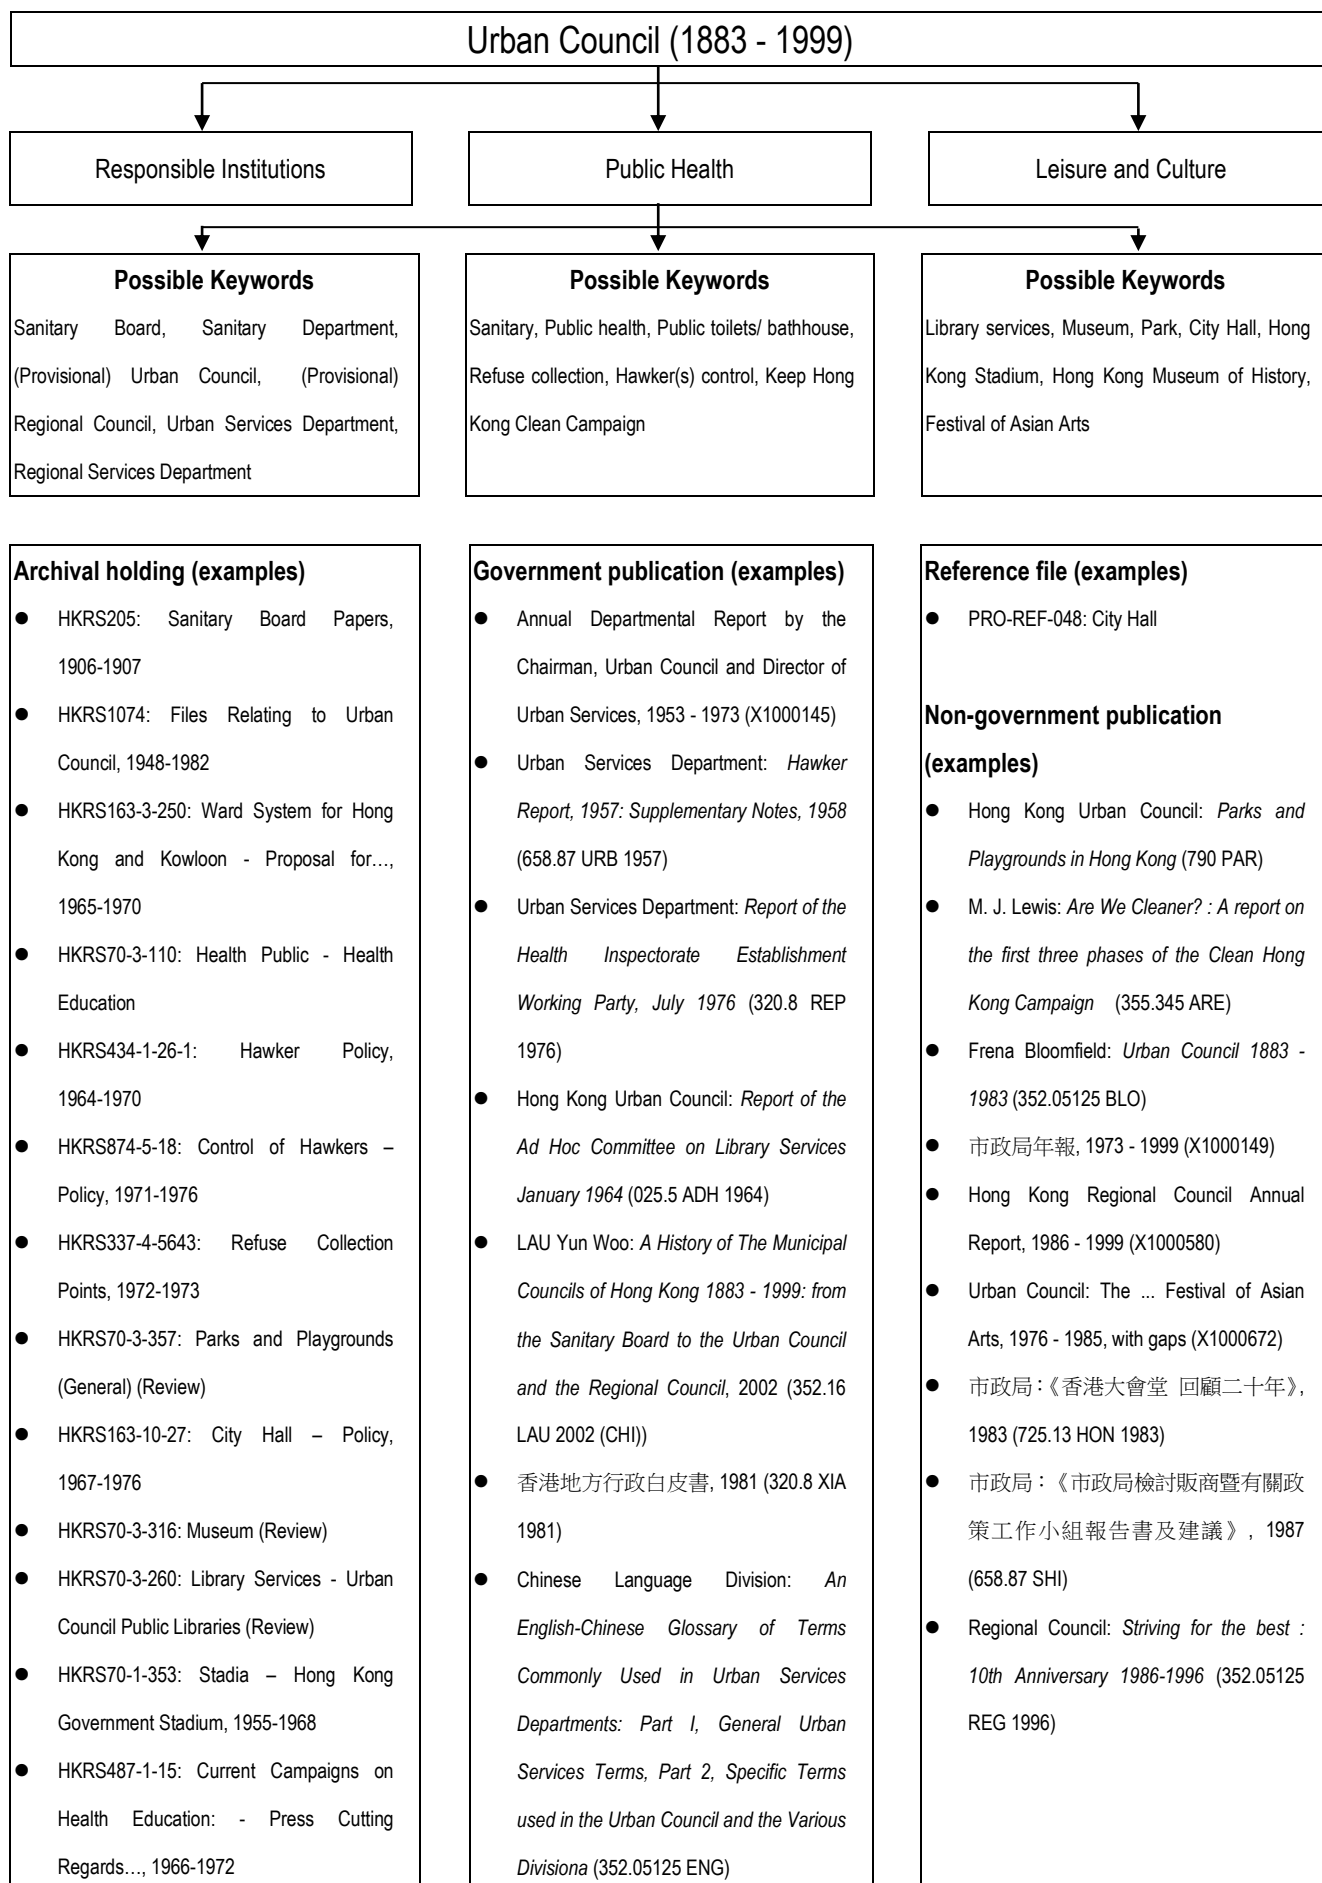 Urban Council (1883 - 1999)
Responsible Institutions
Public Health
Leisure and Culture
Possible Keywords
Sanitary Board, Sanitary Department,
(Provisional) Urban Council, (Provisional)
Regional Council, Urban Services Department,
Regional Services Department
Possible Keywords
Sanitary, Public health, Public toilets/ bathhouse,
Refuse collection, Hawker(s) control, Keep Hong
Kong Clean Campaign
Possible Keywords
Library services, Museum, Park, City Hall, Hong
Kong Stadium, Hong Kong Museum of History,
Festival of Asian Arts
Archival holding (examples)
● HKRS205: Sanitary Board Papers,
1906-1907
● HKRS1074: Files Relating to Urban
Council, 1948-1982
● HKRS163-3-250: Ward System for Hong
Kong and Kowloon - Proposal for…,
1965-1970
● HKRS70-3-110: Health Public - Health
Education
● HKRS434-1-26-1: Hawker Policy,
1964-1970
● HKRS874-5-18: Control of Hawkers –
Policy, 1971-1976
● HKRS337-4-5643: Refuse Collection
Points, 1972-1973
● HKRS70-3-357: Parks and Playgrounds
(General) (Review)
● HKRS163-10-27: City Hall – Policy,
1967-1976
● HKRS70-3-316: Museum (Review)
● HKRS70-3-260: Library Services - Urban
Council Public Libraries (Review)
● HKRS70-1-353: Stadia – Hong Kong
Government Stadium, 1955-1968
● HKRS487-1-15: Current Campaigns on
Health Education: - Press Cutting
Regards…, 1966-1972
Government publication (examples)
● Annual Departmental Report by the
Chairman, Urban Council and Director of
Urban Services, 1953 - 1973 (X1000145)
● Urban Services Department: Hawker
Report, 1957: Supplementary Notes, 1958
(658.87 URB 1957)
● Urban Services Department: Report of the
Health Inspectorate Establishment
Working Party, July 1976 (320.8 REP
1976)
● Hong Kong Urban Council: Report of the
Ad Hoc Committee on Library Services
January 1964 (025.5 ADH 1964)
● LAU Yun Woo: A History of The Municipal
Councils of Hong Kong 1883 - 1999: from
the Sanitary Board to the Urban Council
and the Regional Council, 2002 (352.16
LAU 2002 (CHI))
● 香港地方行政白皮書, 1981 (320.8 XIA
1981)
● Chinese Language Division: An
English-Chinese Glossary of Terms
Commonly Used in Urban Services
Departments: Part I, General Urban
Services Terms, Part 2, Specific Terms
used in the Urban Council and the Various
Divisiona (352.05125 ENG)
Reference file (examples)
● PRO-REF-048: City Hall
Non-government publication
(examples)
● Hong Kong Urban Council: Parks and
Playgrounds in Hong Kong (790 PAR)
● M. J. Lewis: Are We Cleaner? : A report on
the first three phases of the Clean Hong
Kong Campaign (355.345 ARE)
● Frena Bloomfield: Urban Council 1883 -
1983 (352.05125 BLO)
● 市政局年報, 1973 - 1999 (X1000149)
● Hong Kong Regional Council Annual
Report, 1986 - 1999 (X1000580)
● Urban Council: The ... Festival of Asian
Arts, 1976 - 1985, with gaps (X1000672)
● 市政局：《香港大會堂 回顧二十年》,
1983 (725.13 HON 1983)
● 市政局：《市政局檢討販商暨有關政
策工作小組報告書及建議》, 1987
(658.87 SHI)
● Regional Council: Striving for the best :
10th Anniversary 1986-1996 (352.05125
REG 1996)